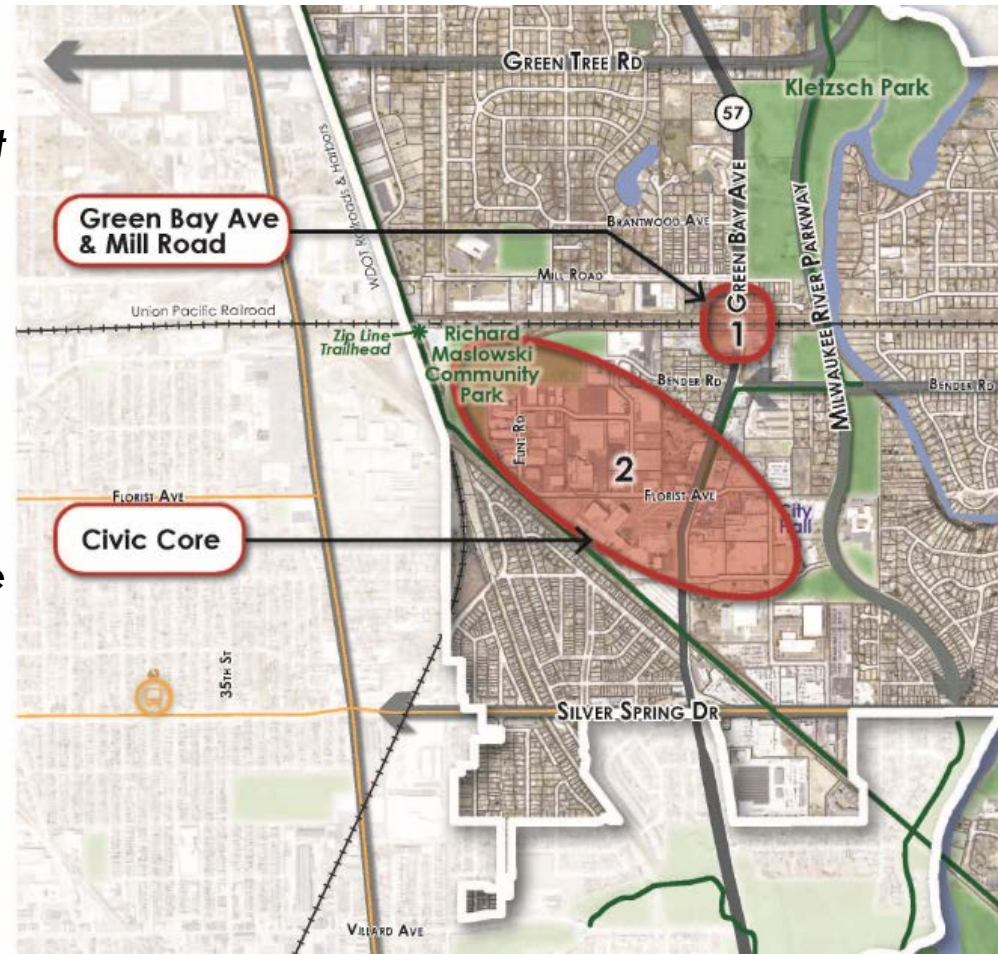 GREEN TREE RD
Kletzsch Park
57
WDOT Railroads & Harbors
GREEN BAY AVE
MILWAUKEE RIVER PARKWAY
Green Bay Ave
& Mill Road
BRANTWOOD AVE
MILL ROAD
Union Pacific Railroad
Zip Line
Trailhead
Richard
Maslowski
Community
Park
1
BENDER RD
BENDER RD
FLINT RD
2
FLORIST AVE
FLORIST AVE
City
Hall
Civic Core
e
35TH ST
63
SILVER SPRING DR
VILLARD AVE